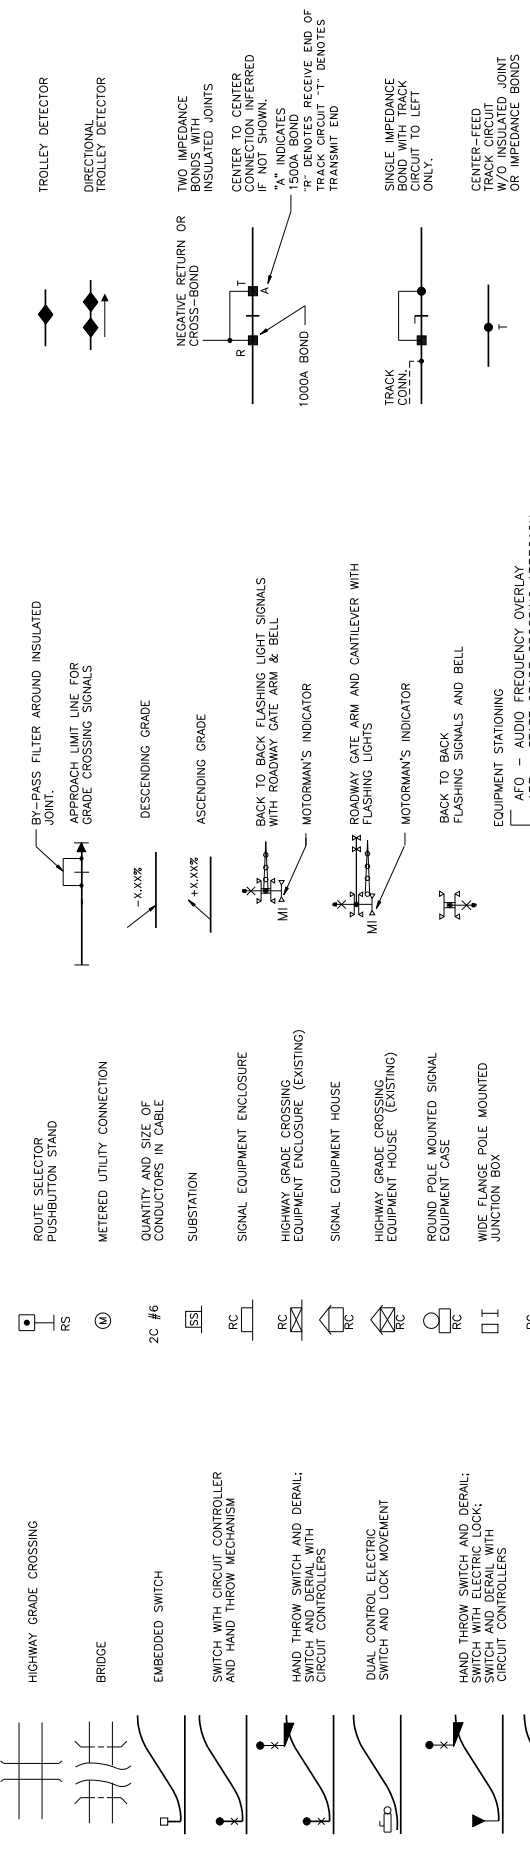 HIGHWAY GRADE CROSSING
BRIDGE
EMBEDDED SWITCH
SWITCH WITH CIRCUIT CONTROLLER
AND HAND THROW MECHANISM
HAND THROW SWITCH AND DERAIL;
SWITCH AND DERIAL WITH
CIRCUIT CONTROLLERS
DUAL CONTROL ELECTRIC
SWITCH AND LOCK MOVEMENT
HAND THROW SWITCH AND DERAIL;
SWITCH WITH ELECTRIC LOCK;
SWITCH AND DERAIL WITH
CIRCUIT CONTROLLERS
RS
ROUTE SELECTOR
PUSHBUTTON STAND
M
METERED UTILITY CONNECTION
2C #6
QUANTITY AND SIZE OF
CONDUCTORS IN CABLE
SS
SUBSTATION
RC
SIGNAL EQUIPMENT ENCLOSURE
RC
HIGHWAY GRADE CROSSING
EQUIPMENT ENCLOSURE (EXISTING)
RC
SIGNAL EQUIPMENT HOUSE
RC
HIGHWAY GRADE CROSSING
EQUIPMENT HOUSE (EXISTING)
RC
ROUND POLE MOUNTED SIGNAL
EQUIPMENT CASE
WIDE FLANGE POLE MOUNTED
JUNCTION BOX
RC
BY-PASS FILTER AROUND INSULATED
JOINT.
APPROACH LIMIT LINE FOR
GRADE CROSSING SIGNALS
-X.XX%
DESCENDING GRADE
+X.XX%
ASCENDING GRADE
BACK TO BACK FLASHING LIGHT SIGNALS
WITH ROADWAY GATE ARM & BELL
MI
MOTORMAN'S INDICATOR
ROADWAY GATE ARM AND CANTILEVER WITH
FLASHING LIGHTS
MI
MOTORMAN'S INDICATOR
BACK TO BACK
FLASHING SIGNALS AND BELL
EQUIPMENT STATIONING
AFO - AUDIO FREQUENCY OVERLAY
TROLLEY DETECTOR
DIRECTIONAL
TROLLEY DETECTOR
NEGATIVE RETURN OR
CROSS-BOND
TWO IMPEDANCE
BONDS WITH
INSULATED JOINTS
R
T
A
CENTER TO CENTER
CONNECTION INFERRED
IF NOT SHOWN.
"A" INDICATES
1500A BOND
"R" DENOTES RECEIVE END OF
TRACK CIRCUIT "T" DENOTES
TRANSMIT END
1000A BOND
TRACK
CONN.
SINGLE IMPEDANCE
BOND WITH TRACK
CIRCUIT TO LEFT
ONLY.
T
CENTER-FEED
TRACK CIRCUIT
W/O INSULATED JOINT
OR IMPEDANCE BONDS